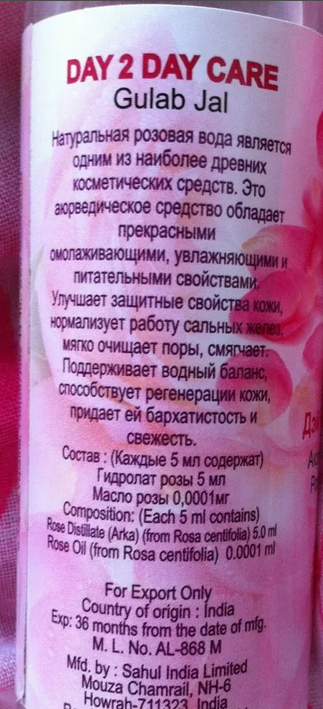 DAY 2 DAY CARE
Gulab Jal
Натуральная розовая вода является
одним из наиболее древних
косметических средств. Это
аюрведическое средство обладает
прекрасными
омолаживающими, увлажняющими и
питательными свойствами.
Улучшает защитные свойства кожи,
нормализует работу сальных желез,
мягко очищает поры, смягчает.
Поддерживает водный баланс,
способствует регенерации кожи,
придает ей бархатистость и
свежесть.
Состав : (Каждые 5 мл содержат)
Гидролат розы 5 мл
Масло розы 0,0001мг
Composition: (Each 5 ml contains)
Rose Distillate (Arka) (from Rosa centifolia) 5.0 ml
Rose Oil (from Rosa centifolia) 0.0001 ml
For Export Only
Country of origin : India
Exp: 36 months from the date of mfg.
M. L. No. AL-868 M
Mfd. by : Sahul India Limited
Mouza Chamrail, NH-6
Howrah-711323, India